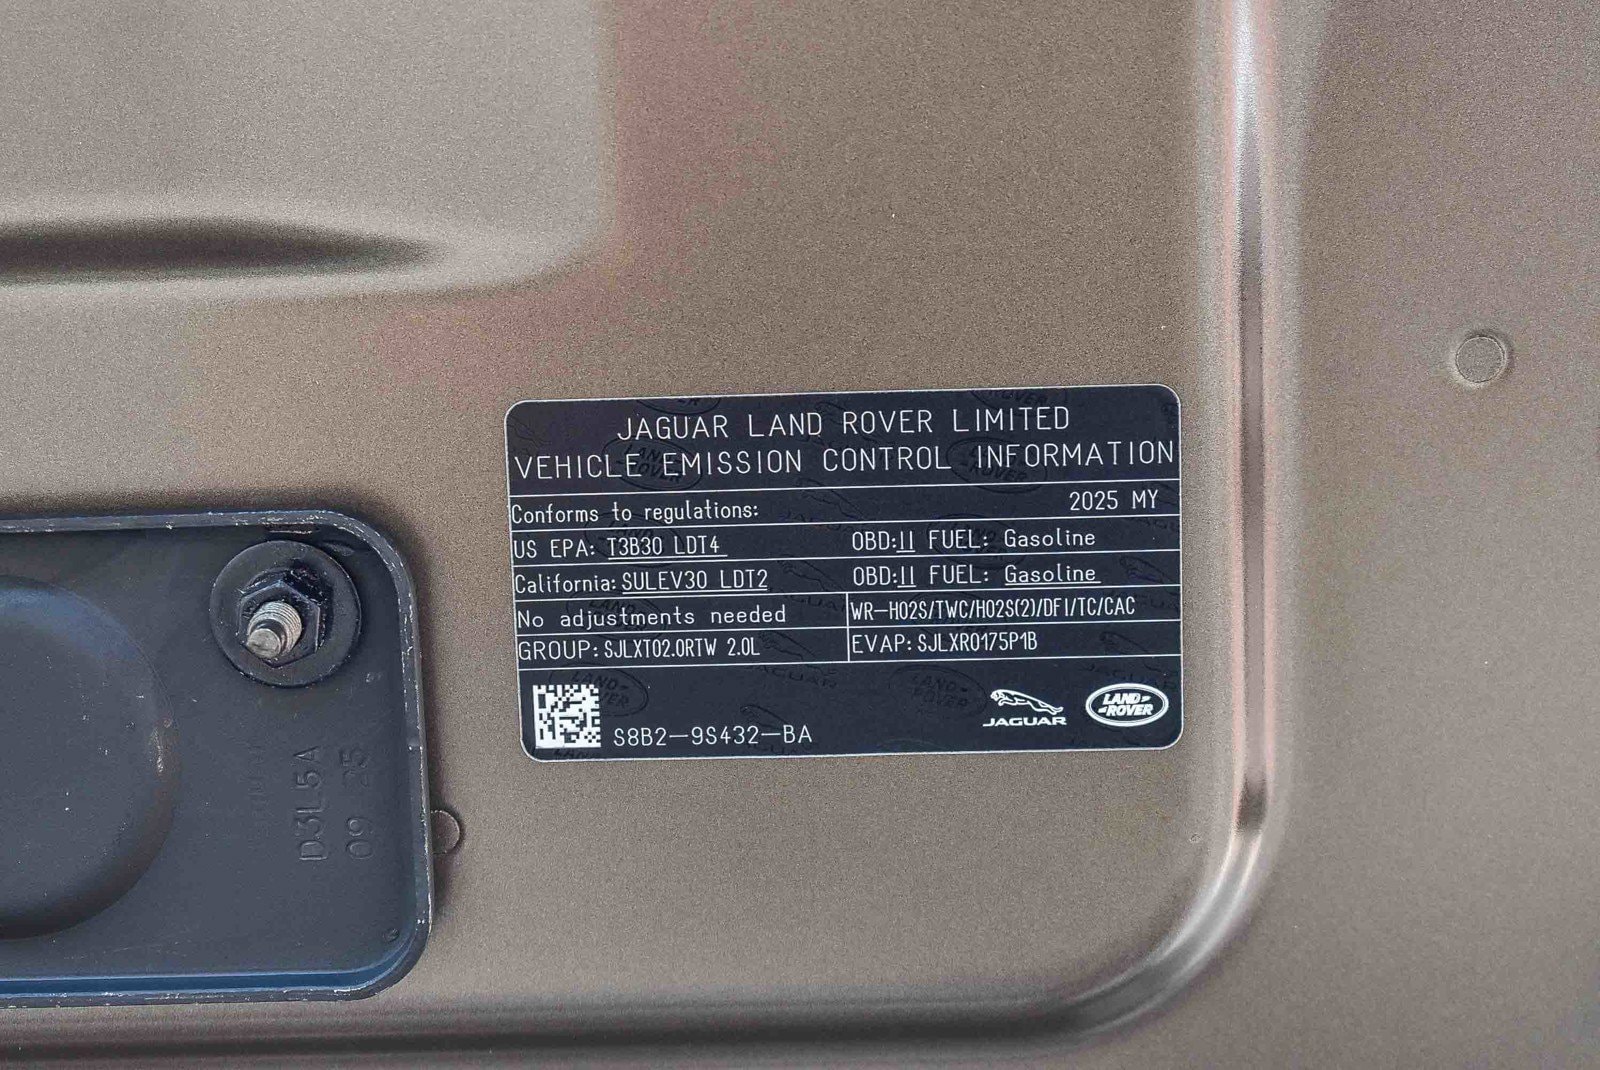 JAGUAR LAND ROVER LIMITED
VEHICLE EMISSION CONTROL INFORMATION
Conforms to regulations: 2025 MY
US EPA: T3B30 LDT4 OBD:II FUEL: Gasoline
California: SULEV30 LDT2 OBD:II FUEL: Gasoline
No adjustments needed WR-HO2S/TWC/HO2S(2)/DFI/TC/CAC
GROUP: SJLXT02.0RTW 2.0L EVAP: SJLXR0175P1B
S8B2-9S432-BA
JAGUAR
LAND-
-ROVER
D3L5A
09 25